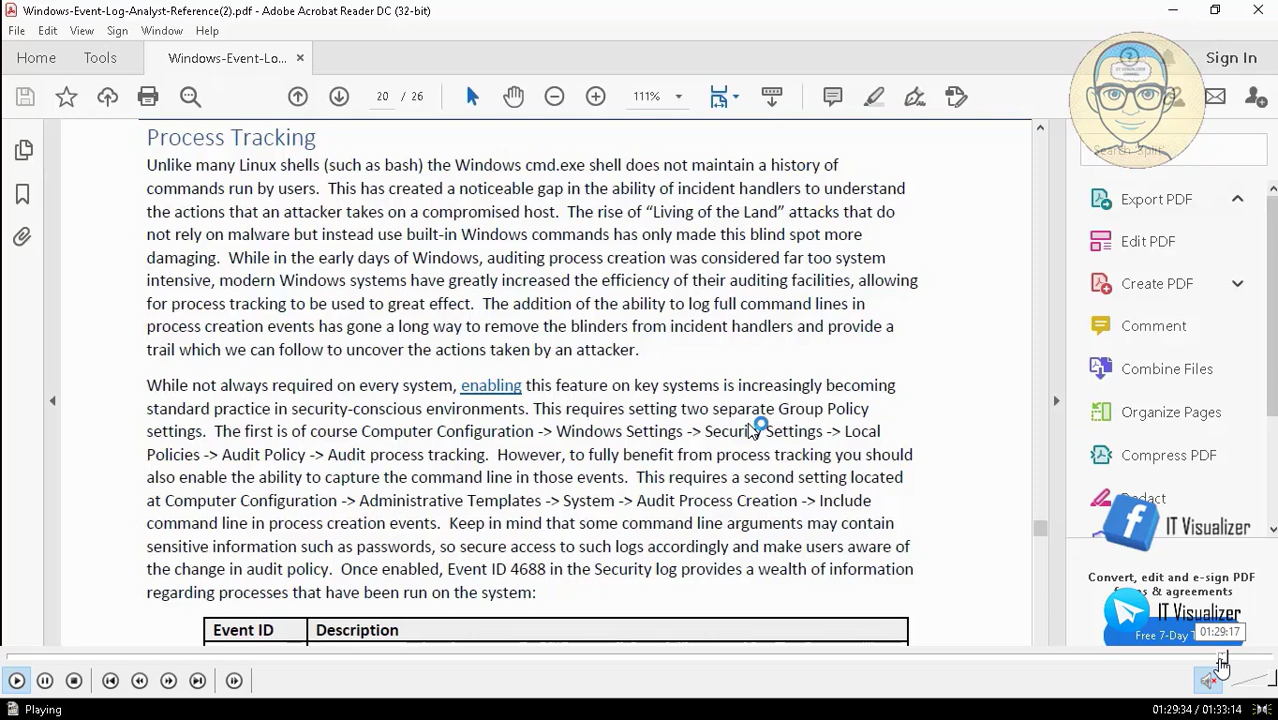 Windows-Event-Log-Analyst-Reference(2).pdf - Adobe Acrobat Reader DC (32-bit)
File Edit View Sign Window Help
Home Tools Windows-Event-Lo... × Sign In
20 / 26 111%
IT VISUALIZER
CHANNEL
Process Tracking
Unlike many Linux shells (such as bash) the Windows cmd.exe shell does not maintain a history of
commands run by users. This has created a noticeable gap in the ability of incident handlers to understand
the actions that an attacker takes on a compromised host. The rise of “Living of the Land” attacks that do
not rely on malware but instead use built-in Windows commands has only made this blind spot more
damaging. While in the early days of Windows, auditing process creation was considered far too system
intensive, modern Windows systems have greatly increased the efficiency of their auditing facilities, allowing
for process tracking to be used to great effect. The addition of the ability to log full command lines in
process creation events has gone a long way to remove the blinders from incident handlers and provide a
trail which we can follow to uncover the actions taken by an attacker.
While not always required on every system, enabling this feature on key systems is increasingly becoming
standard practice in security-conscious environments. This requires setting two separate Group Policy
settings. The first is of course Computer Configuration -> Windows Settings -> Security Settings -> Local
Policies -> Audit Policy -> Audit process tracking. However, to fully benefit from process tracking you should
also enable the ability to capture the command line in those events. This requires a second setting located
at Computer Configuration -> Administrative Templates -> System -> Audit Process Creation -> Include
command line in process creation events. Keep in mind that some command line arguments may contain
sensitive information such as passwords, so secure access to such logs accordingly and make users aware of
the change in audit policy. Once enabled, Event ID 4688 in the Security log provides a wealth of information
regarding processes that have been run on the system:
Event ID Description
Search 'Split'
Export PDF
Edit PDF
Create PDF
Comment
Combine Files
Organize Pages
Compress PDF
Redact
IT Visualizer
Convert, edit and e-sign PDF
& agreements
IT Visualizer
Free 7-Day
01:29:17
Playing 01:29:34 / 01:33:14